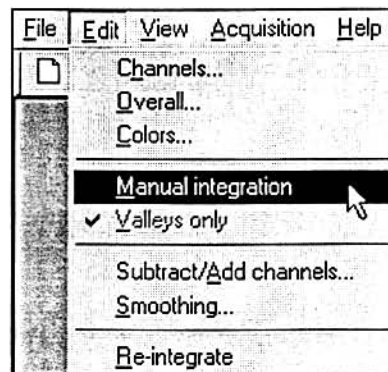 File Edit View Acquisition Help
Channels...
Overall...
Colors...
Manual integration
✔ Valleys only
Subtract/Add channels...
Smoothing...
Re-integrate